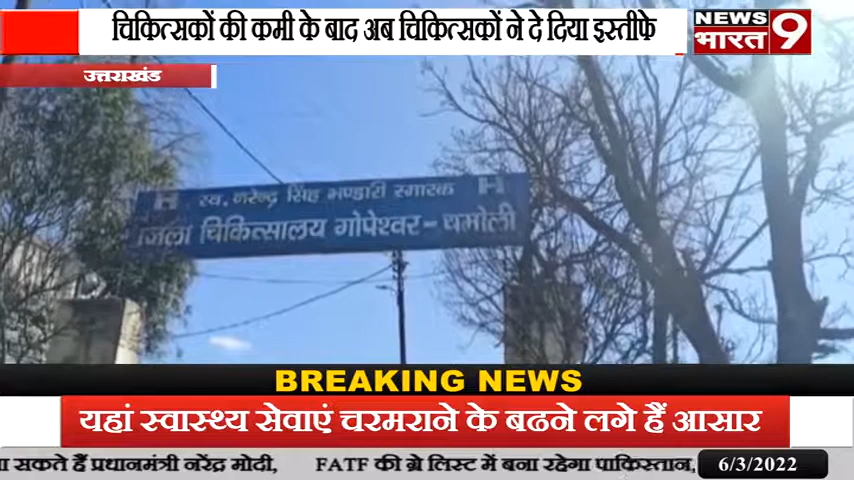 चिकित्सकों की कमी के बाद अब चिकित्सकों ने दे दिया इस्तीफे
NEWS
भारत 9
उत्तराखंड
H स्व. नरेन्द्र सिंह भण्डारी स्मारक H
जिला चिकित्सालय गोपेश्वर - चमोली
BREAKING NEWS
यहां स्वास्थ्य सेवाएं चरमराने के बढने लगे हैं आसार
सकते हैं प्रधानमंत्री नरेंद्र मोदी, FATF की ग्रे लिस्ट में बना रहेगा पाकिस्तान,
6/3/2022